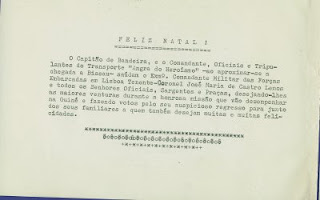 FELIZ NATAL !
O Capitão de Bandeira, e o Comandante, Oficiais e Tripu-
lantes do Transporte "Angra do Heroísmo" -ao aproximar-se a
chegada a Bissau- saúdam o Exmº. Comandante Militar das Forças
Embarcadas em Lisboa Tenente-Coronel José Maria de Castro Lemos
e todos os Senhores Oficiais, Sargentos e Praças, desejando-lhes
as maiores venturas durante a honrosa missão que vão desempenhar
na Guiné e fazendo votos pelo seu auspicioso regresso para junto
dos seus familiares a quem também desejam muitas e muitas feli-
cidades.